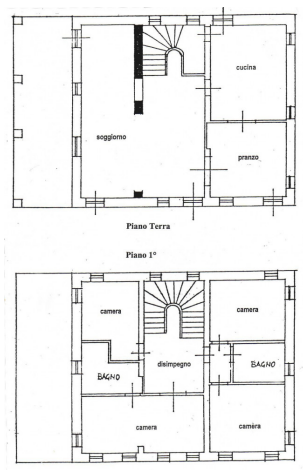 cucina
soggiorno
pranzo
Piano Terra
Piano 1°
camera
camera
disimpegno
BAGNO
BAGNO
camera
camera